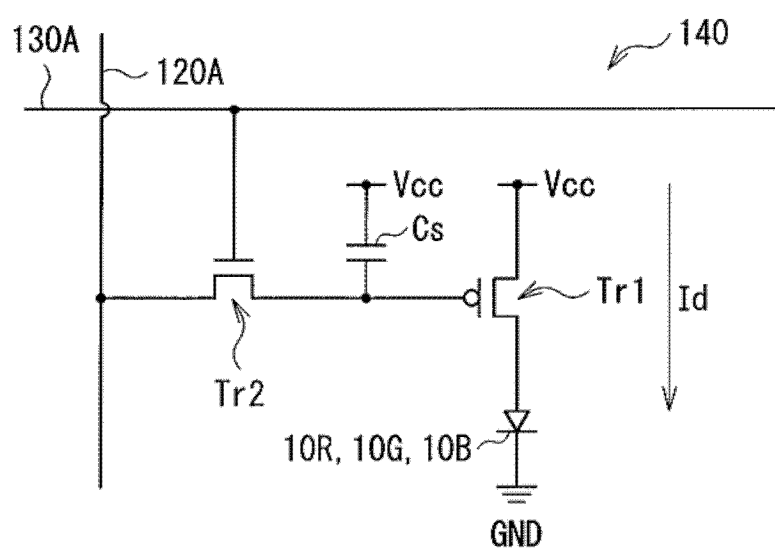 130A
120A
140
Vcc
Vcc
Cs
Tr1
Id
Tr2
10R, 10G, 10B
GND